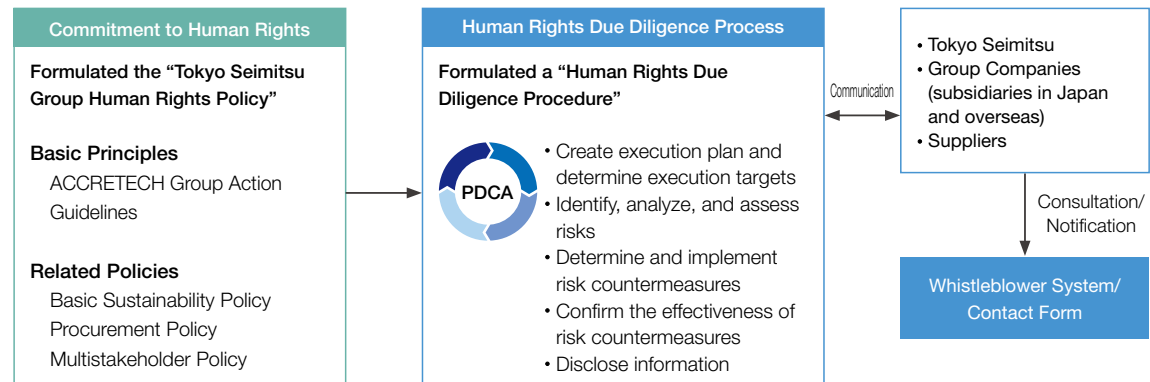 Commitment to Human Rights
Formulated the “Tokyo Seimitsu
Group Human Rights Policy”
Basic Principles
ACCRETECH Group Action
Guidelines
Related Policies
Basic Sustainability Policy
Procurement Policy
Multistakeholder Policy
Human Rights Due Diligence Process
Formulated a “Human Rights Due
Diligence Procedure”
PDCA
• Create execution plan and
determine execution targets
• Identify, analyze, and assess
risks
• Determine and implement
risk countermeasures
• Confirm the effectiveness of
risk countermeasures
• Disclose information
Communication
• Tokyo Seimitsu
• Group Companies
(subsidiaries in Japan
and overseas)
• Suppliers
Consultation/
Notification
Whistleblower System/
Contact Form